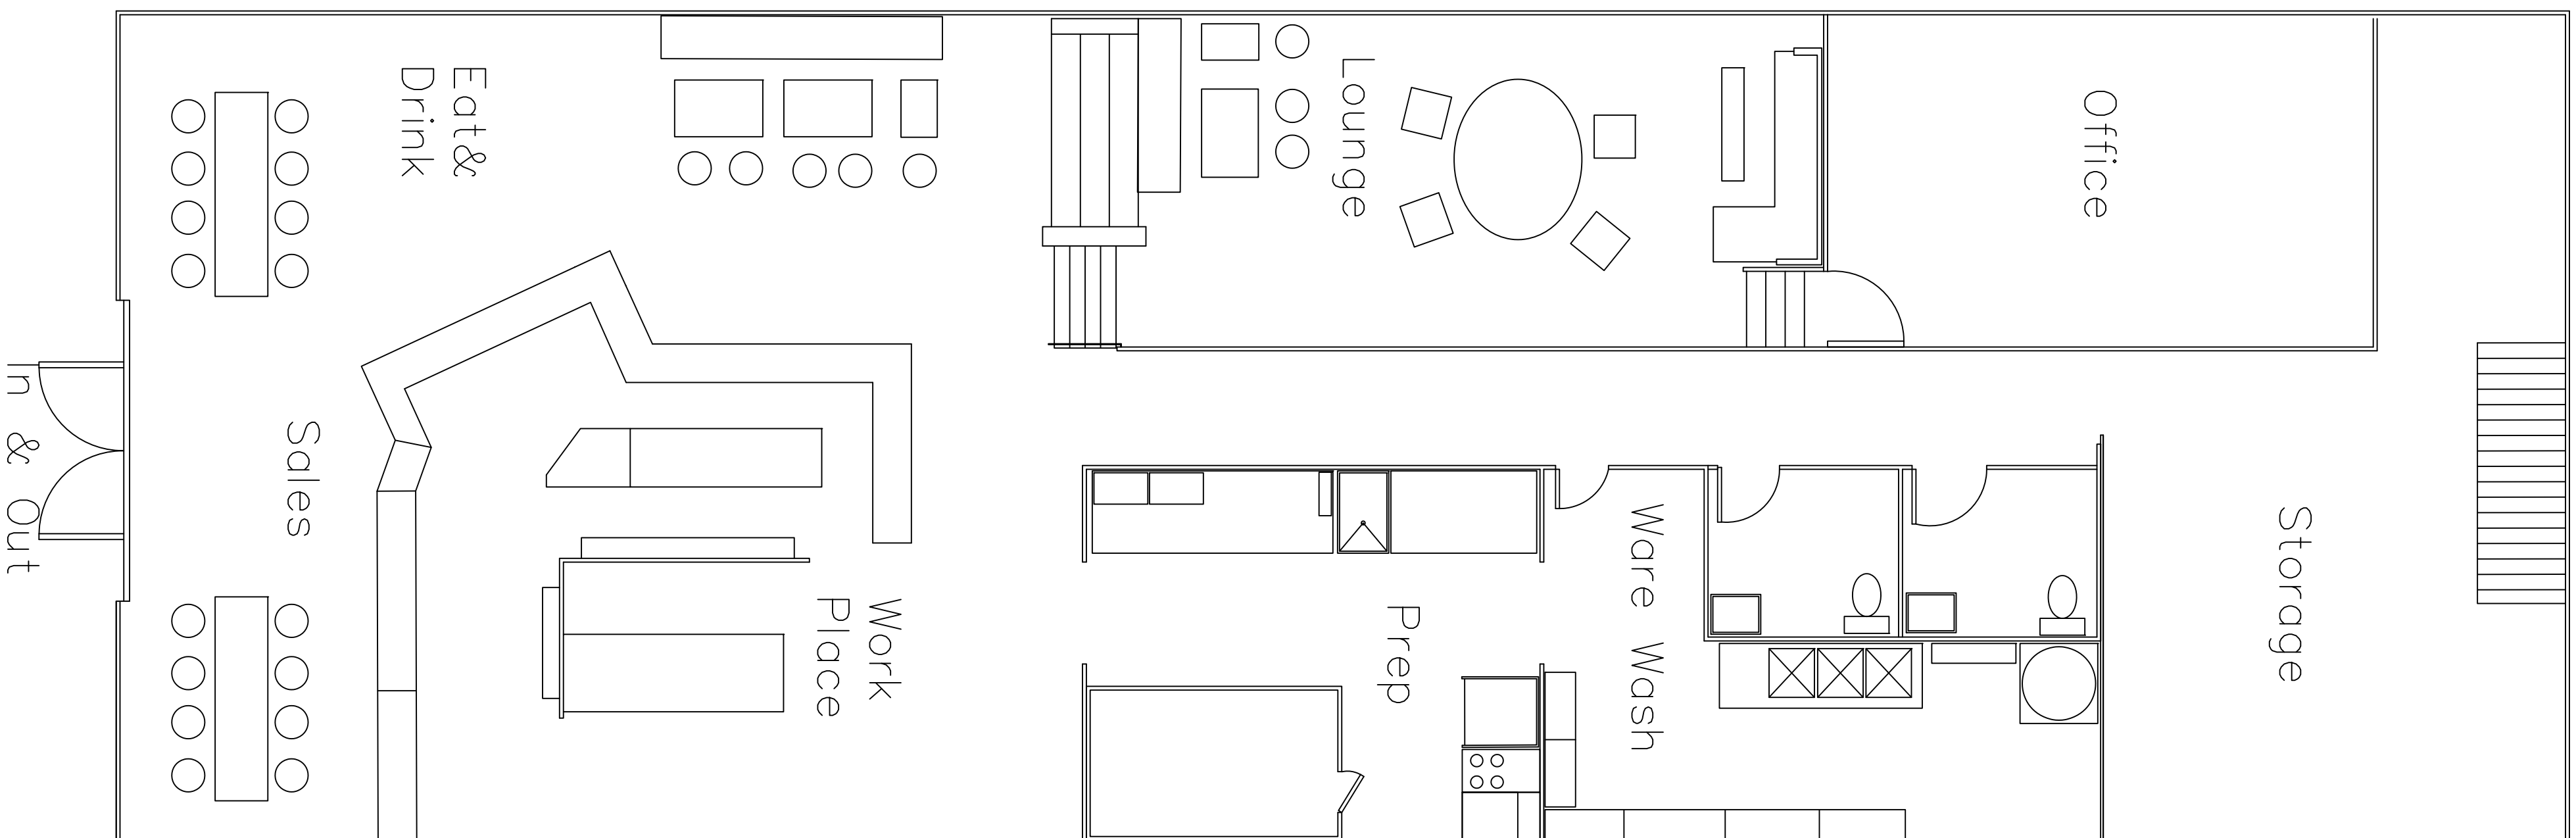 Eat&
Drink
Lounge
Office
In & Out
Sales
Work
Place
Prep
Ware Wash
Storage